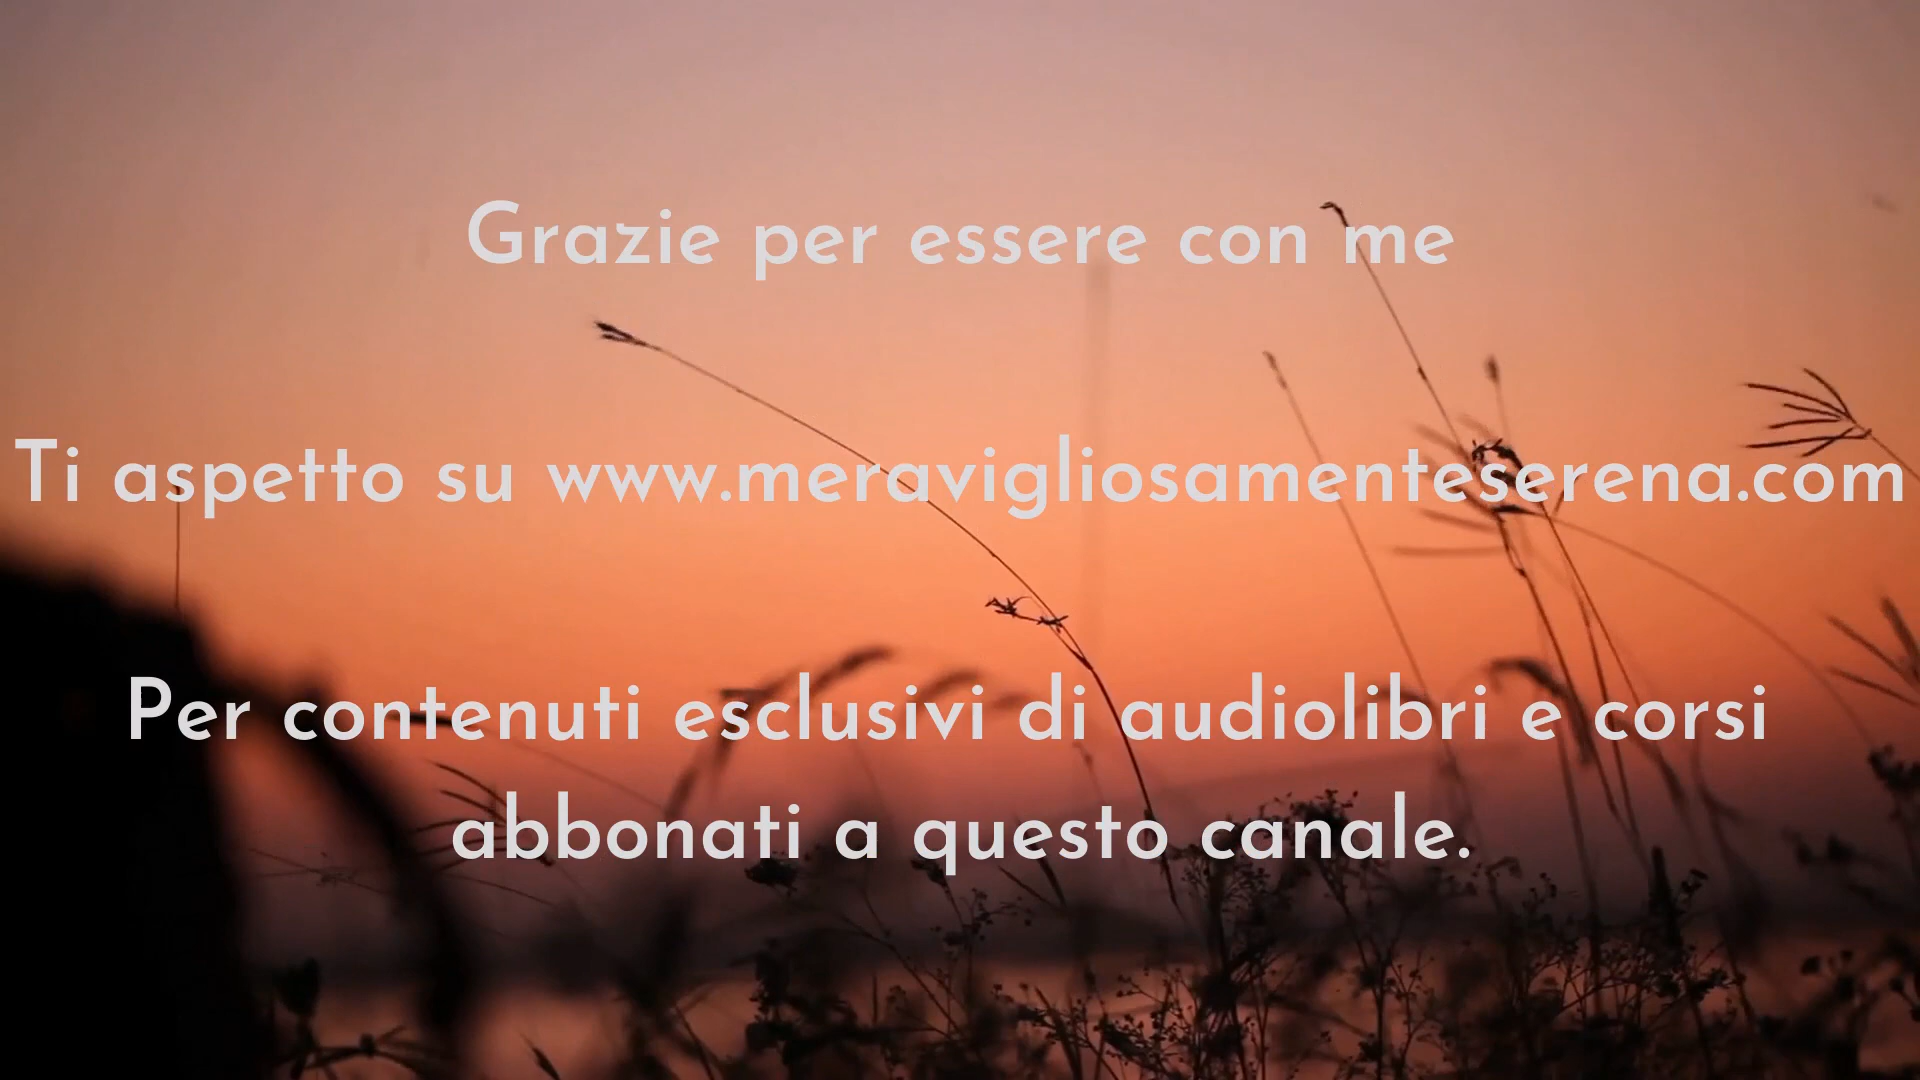 Grazie per essere con me
Ti aspetto su www.meravigliosamenteserena.com
Per contenuti esclusivi di audiolibri e corsi
abbonati a questo canale.